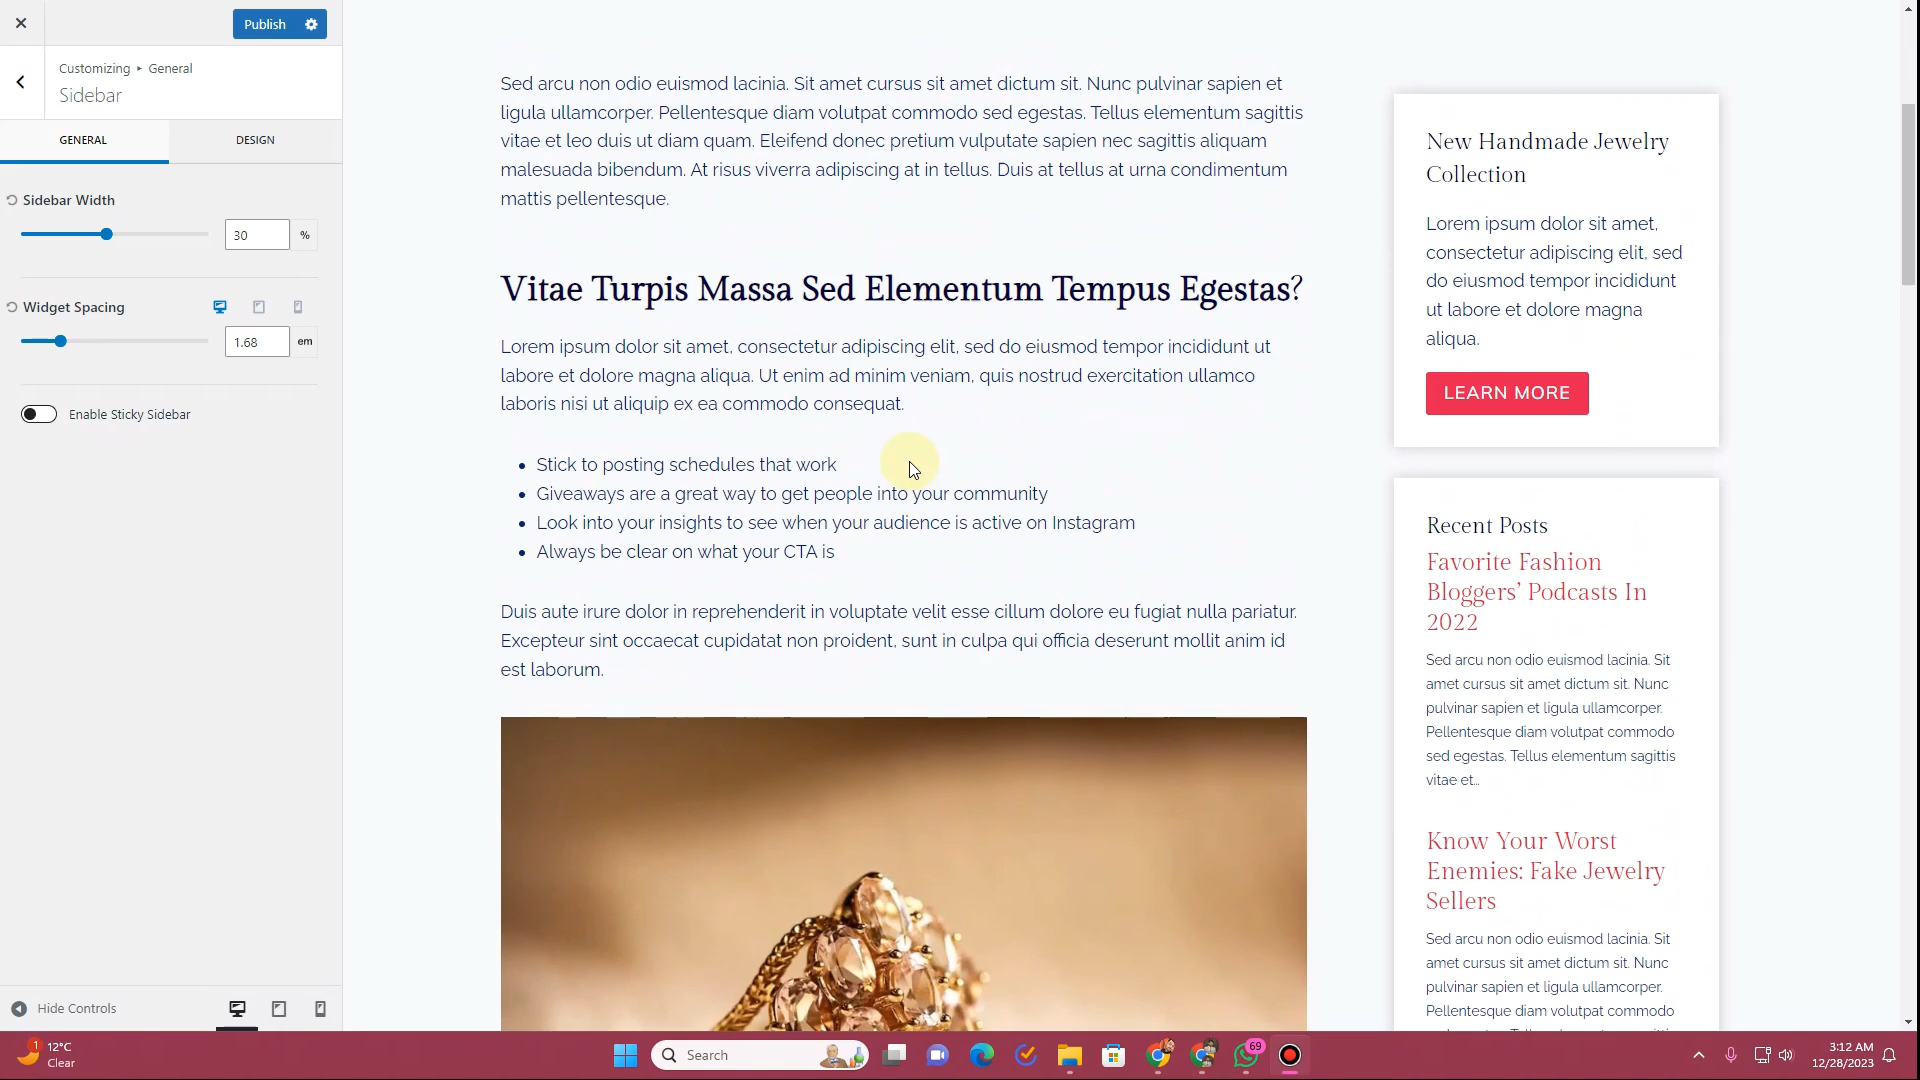 Publish
Customizing ▸ General
Sidebar
GENERAL
DESIGN
Sidebar Width
30
%
Widget Spacing
1.68
em
Enable Sticky Sidebar
Hide Controls
Sed arcu non odio euismod lacinia. Sit amet cursus sit amet dictum sit. Nunc pulvinar sapien et
ligula ullamcorper. Pellentesque diam volutpat commodo sed egestas. Tellus elementum sagittis
vitae et leo duis ut diam quam. Eleifend donec pretium vulputate sapien nec sagittis aliquam
malesuada bibendum. At risus viverra adipiscing at in tellus. Duis at tellus at urna condimentum
mattis pellentesque.
Vitae Turpis Massa Sed Elementum Tempus Egestas?
Lorem ipsum dolor sit amet, consectetur adipiscing elit, sed do eiusmod tempor incididunt ut
labore et dolore magna aliqua. Ut enim ad minim veniam, quis nostrud exercitation ullamco
laboris nisi ut aliquip ex ea commodo consequat.
• Stick to posting schedules that work
• Giveaways are a great way to get people into your community
• Look into your insights to see when your audience is active on Instagram
• Always be clear on what your CTA is
Duis aute irure dolor in reprehenderit in voluptate velit esse cillum dolore eu fugiat nulla pariatur.
Excepteur sint occaecat cupidatat non proident, sunt in culpa qui officia deserunt mollit anim id
est laborum.
New Handmade Jewelry
Collection
Lorem ipsum dolor sit amet,
consectetur adipiscing elit, sed
do eiusmod tempor incididunt
ut labore et dolore magna
aliqua.
LEARN MORE
Recent Posts
Favorite Fashion
Bloggers’ Podcasts In
2022
Sed arcu non odio euismod lacinia. Sit
amet cursus sit amet dictum sit. Nunc
pulvinar sapien et ligula ullamcorper.
Pellentesque diam volutpat commodo
sed egestas. Tellus elementum sagittis
vitae et…
Know Your Worst
Enemies: Fake Jewelry
Sellers
Sed arcu non odio euismod lacinia. Sit
amet cursus sit amet dictum sit. Nunc
pulvinar sapien et ligula ullamcorper.
Pellentesque diam volutpat commodo
1
12°C
Clear
Search
69
3:12 AM
12/28/2023